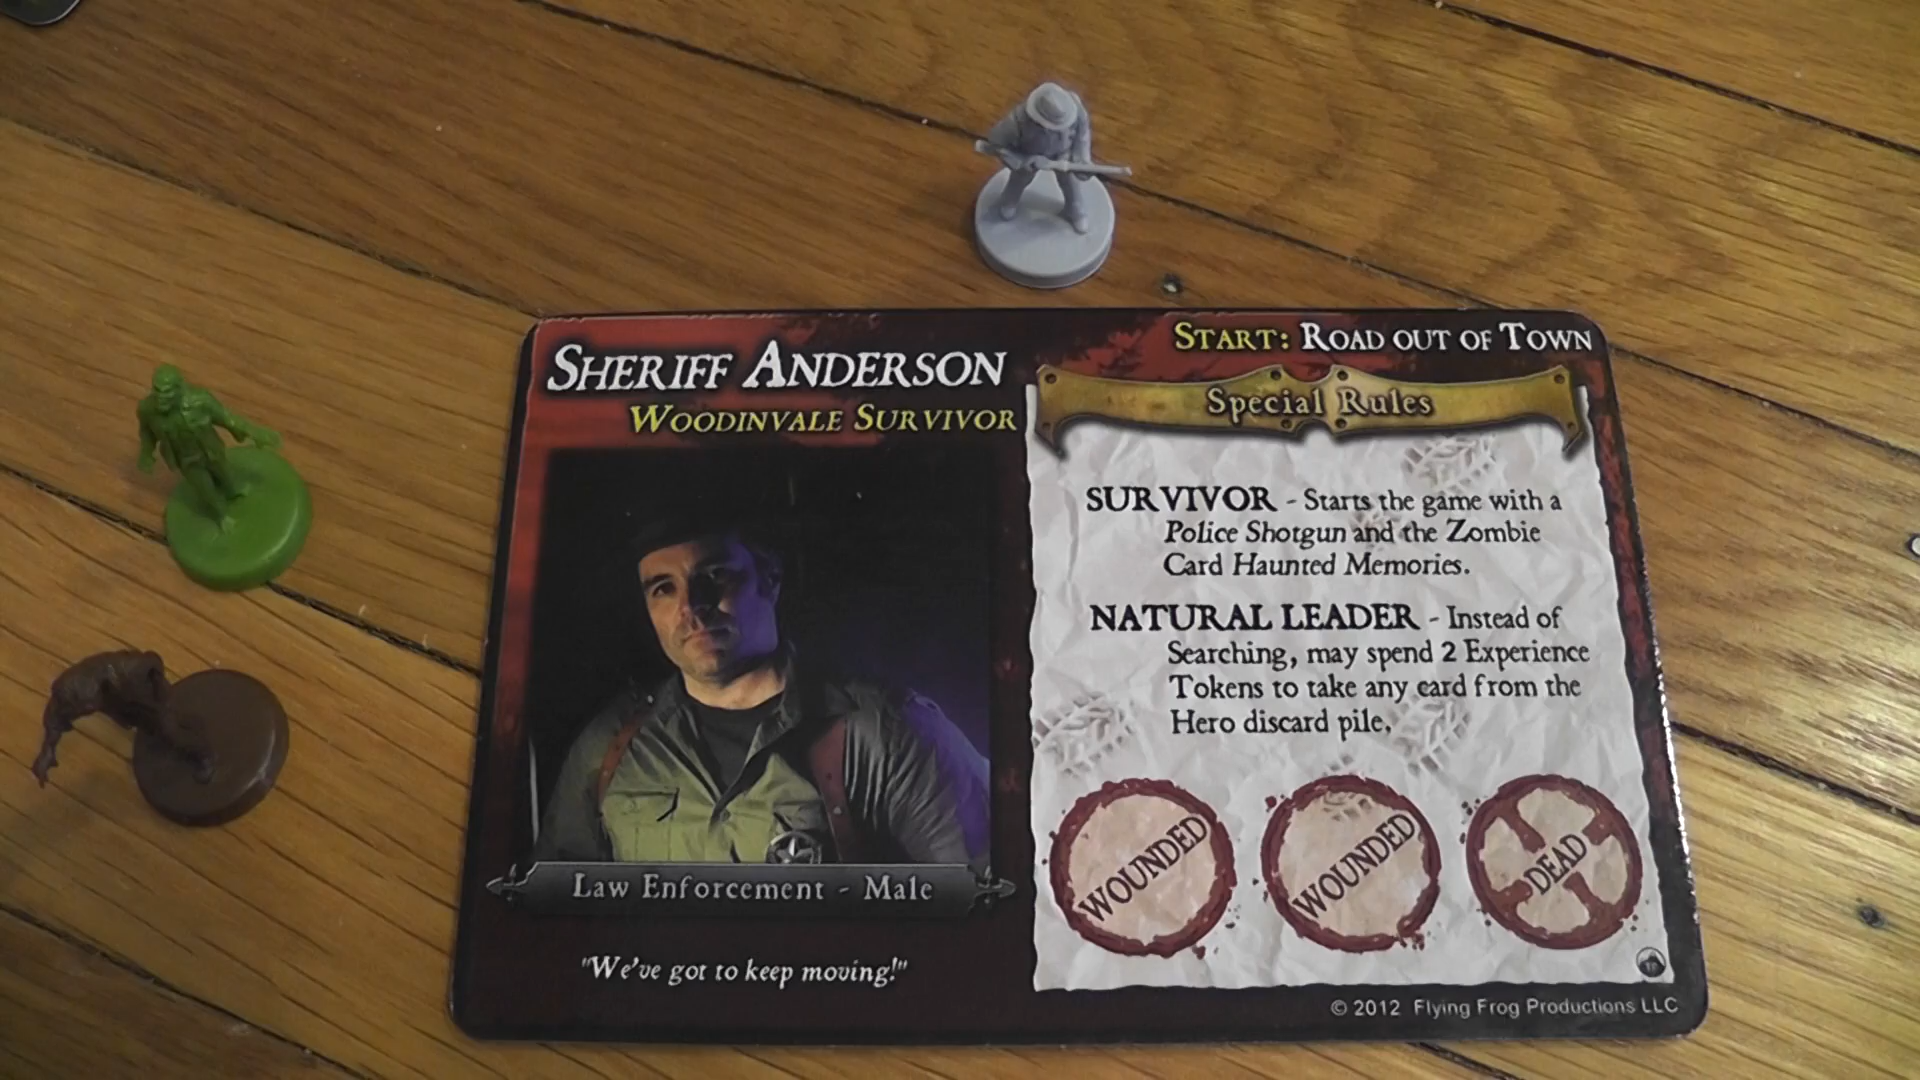 SHERIFF ANDERSON
WOODINVALE SURVIVOR
Law Enforcement - Male
"We've got to keep moving!"
START: ROAD OUT OF TOWN
Special Rules
SURVIVOR - Starts the game with a
Police Shotgun and the Zombie
Card Haunted Memories.
NATURAL LEADER - Instead of
Searching, may spend 2 Experience
Tokens to take any card from the
Hero discard pile.
WOUNDED
WOUNDED
DEAD
© 2012 Flying Frog Productions LLC